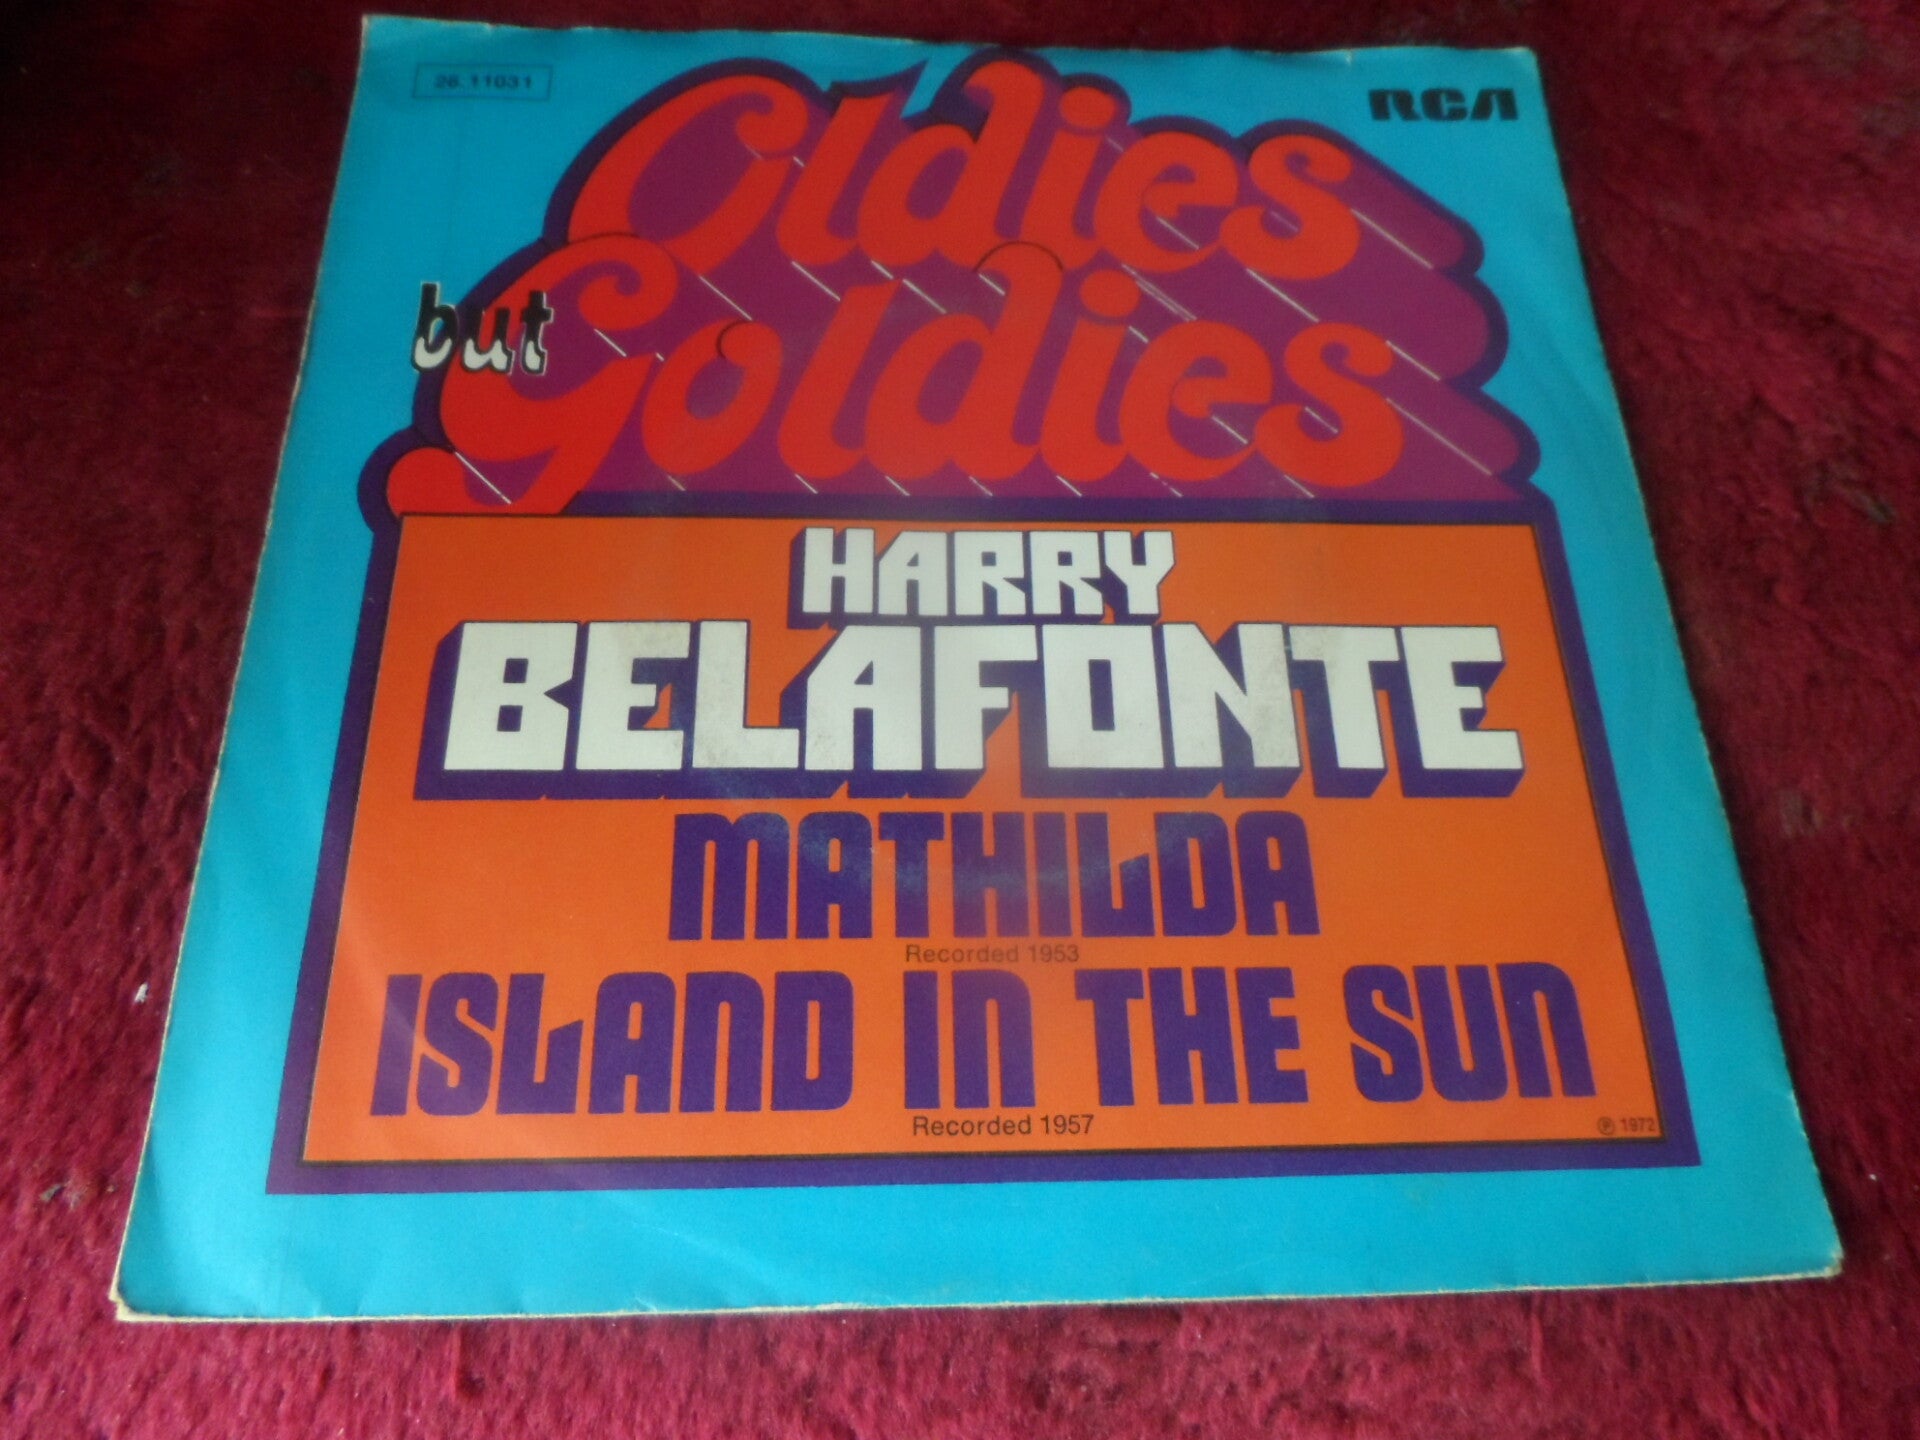 26.11031
RCA
Oldies
but
Goldies
HARRY
BELAFONTE
MATHILDA
Recorded 1953
ISLAND IN THE SUN
Recorded 1957
℗ 1972